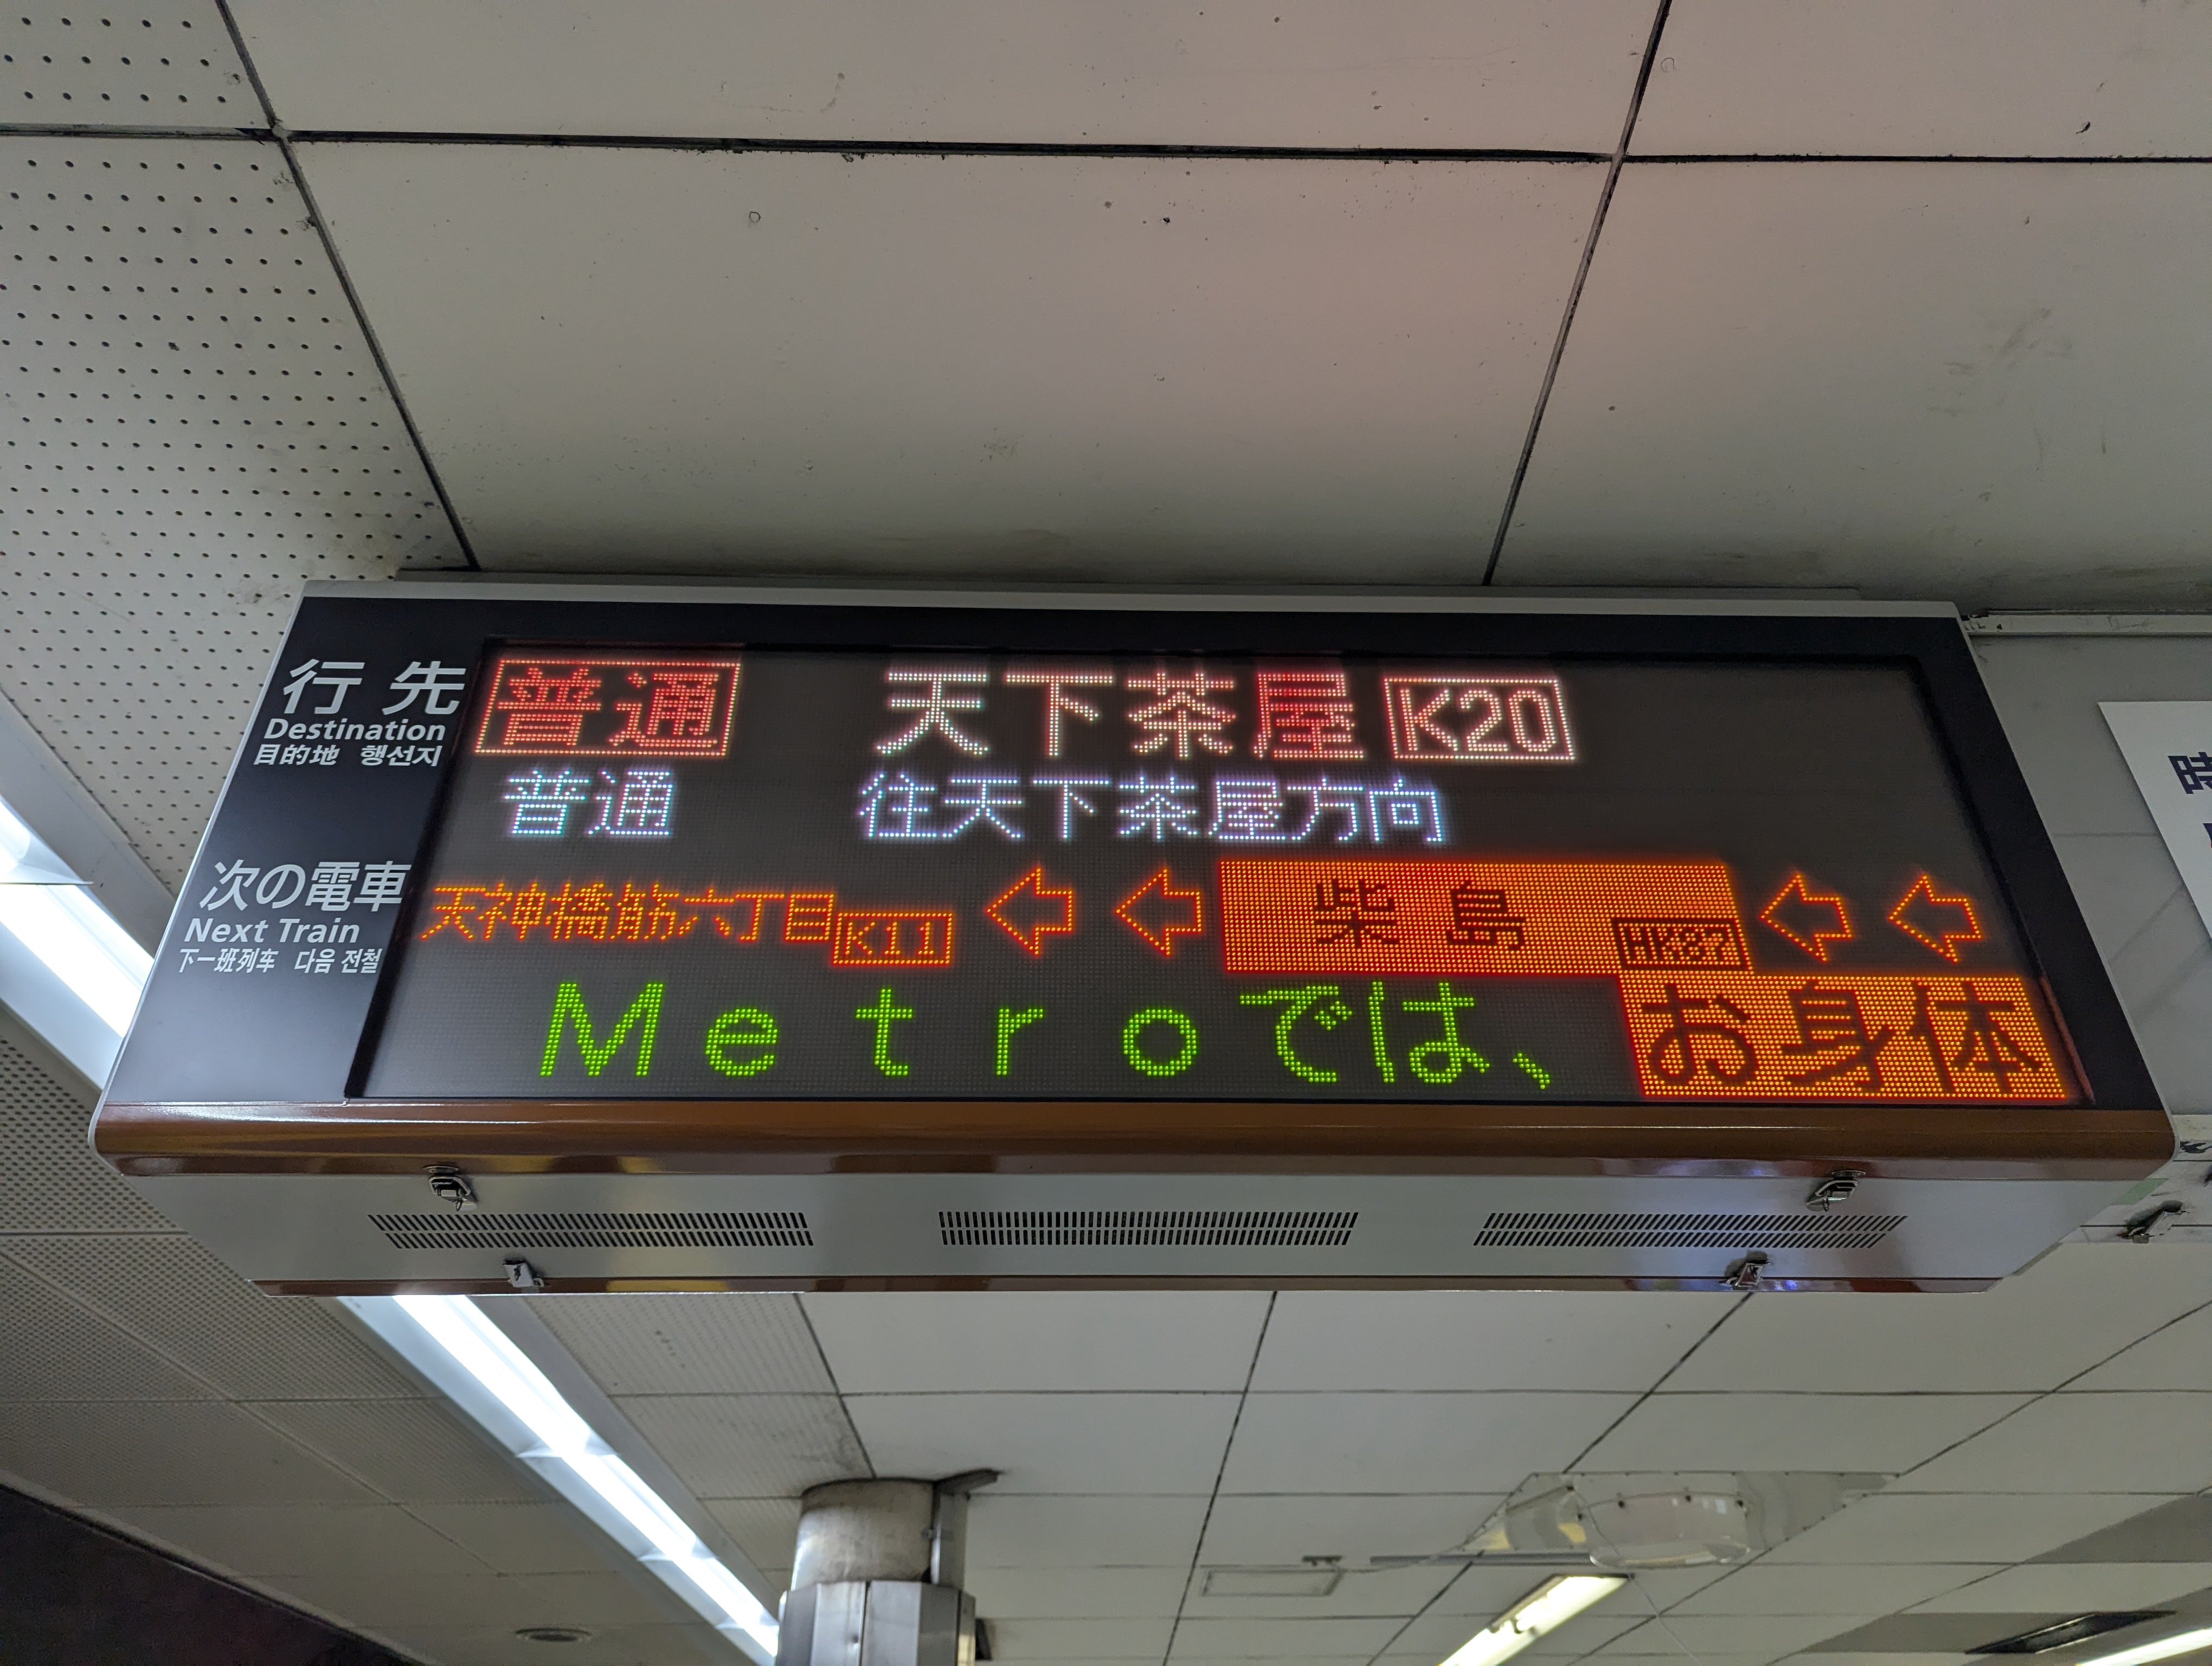 行先 普通 天下茶屋 K20
Destination
目的地 행선지 普通 往天下茶屋方向
次の電車 天神橋筋六丁目 K11 ⇦ ⇦ 柴島 HK87 ⇦ ⇦
Next Train
下一班列车 다음 전철
Metroでは、お身体
時